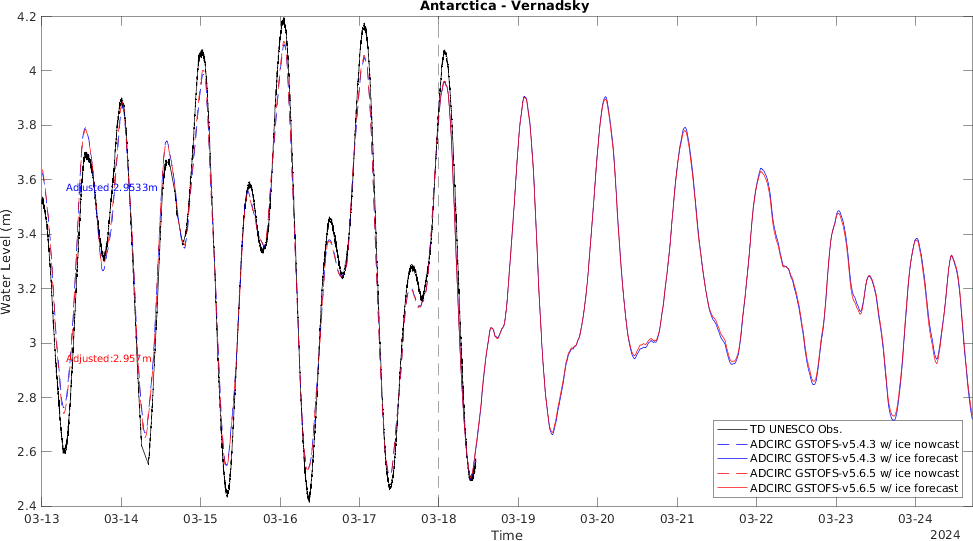 Antarctica - Vernadsky
Water Level (m)
4.2
4
3.8
3.6
3.4
3.2
3
2.8
2.6
2.4
Adjusted:2.9533m
Adjusted:2.957m
TD UNESCO Obs.
ADCIRC GSTOFS-v5.4.3 w/ ice nowcast
ADCIRC GSTOFS-v5.4.3 w/ ice forecast
ADCIRC GSTOFS-v5.6.5 w/ ice nowcast
ADCIRC GSTOFS-v5.6.5 w/ ice forecast
03-13 03-14 03-15 03-16 03-17 03-18 03-19 03-20 03-21 03-22 03-23 03-24
Time
2024